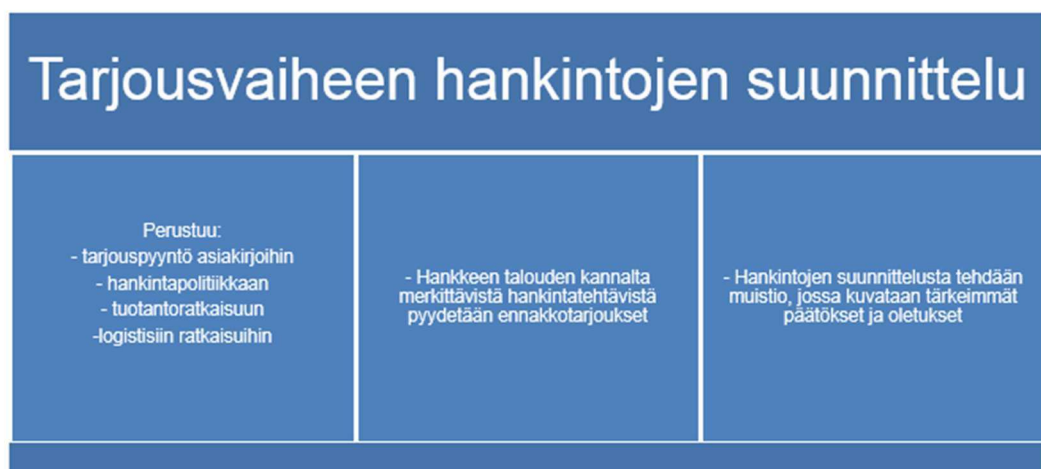 Tarjousvaiheen hankintojen suunnittelu
Perustuu:
- tarjouspyyntö asiakirjoihin
- hankintapolitiikkaan
- tuotantoratkaisuun
-logistisiin ratkaisuihin
- Hankkeen talouden kannalta
merkittävistä hankintatehtävistä
pyydetään ennakkotarjoukset
- Hankintojen suunnittelusta tehdään
muistio, jossa kuvataan tärkeimmät
päätökset ja oletukset